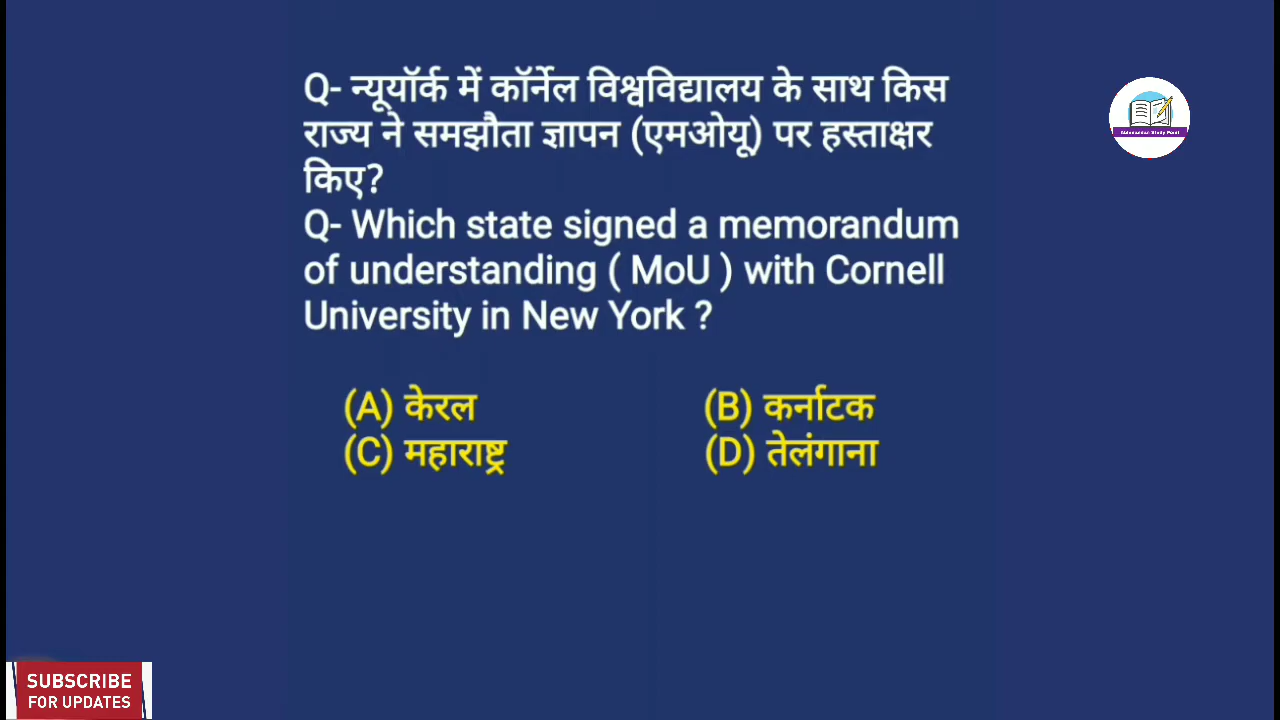 Q- न्यूयॉर्क में कॉर्नेल विश्वविद्यालय के साथ किस
राज्य ने समझौता ज्ञापन (एमओयू) पर हस्ताक्षर
किए?
Q- Which state signed a memorandum
of understanding ( MoU ) with Cornell
University in New York ?
(A) केरल (B) कर्नाटक
(C) महाराष्ट्र (D) तेलंगाना
SUBSCRIBE
FOR UPDATES